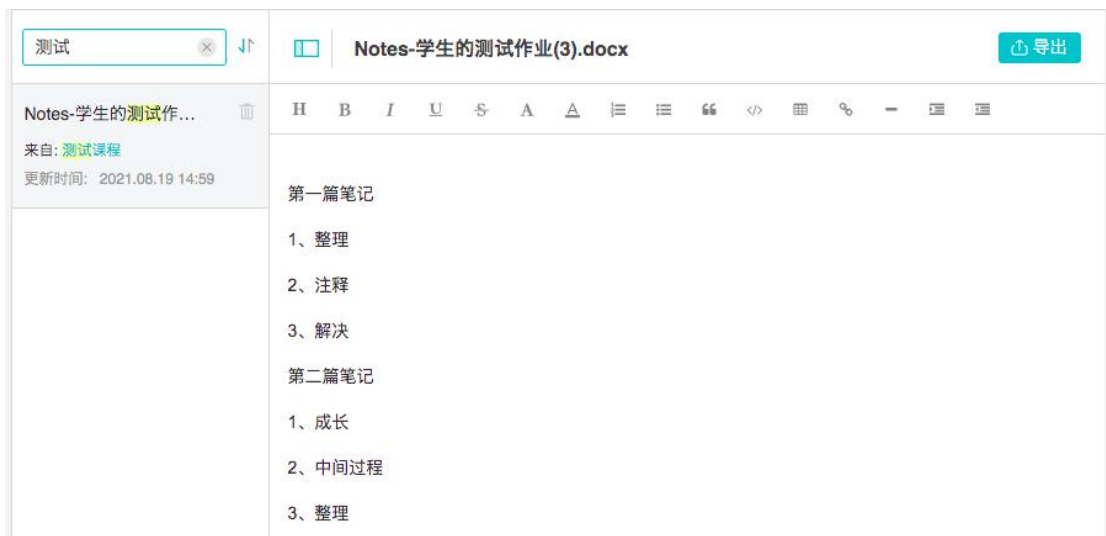 测试
Notes-学生的测试作业(3).docx
导出
Notes-学生的测试作...
来自: 测试课程
更新时间: 2021.08.19 14:59
H B I U S A A
第一篇笔记
1、整理
2、注释
3、解决
第二篇笔记
1、成长
2、中间过程
3、整理